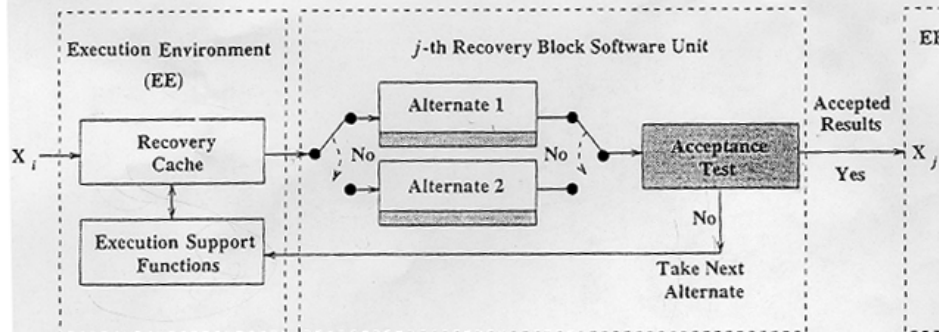 Execution Environment
(EE)
j-th Recovery Block Software Unit
EE
X i
Recovery
Cache
Execution Support
Functions
Alternate 1
No
No
Alternate 2
Acceptance
Test
Accepted
Results
Yes
X j
No
Take Next
Alternate